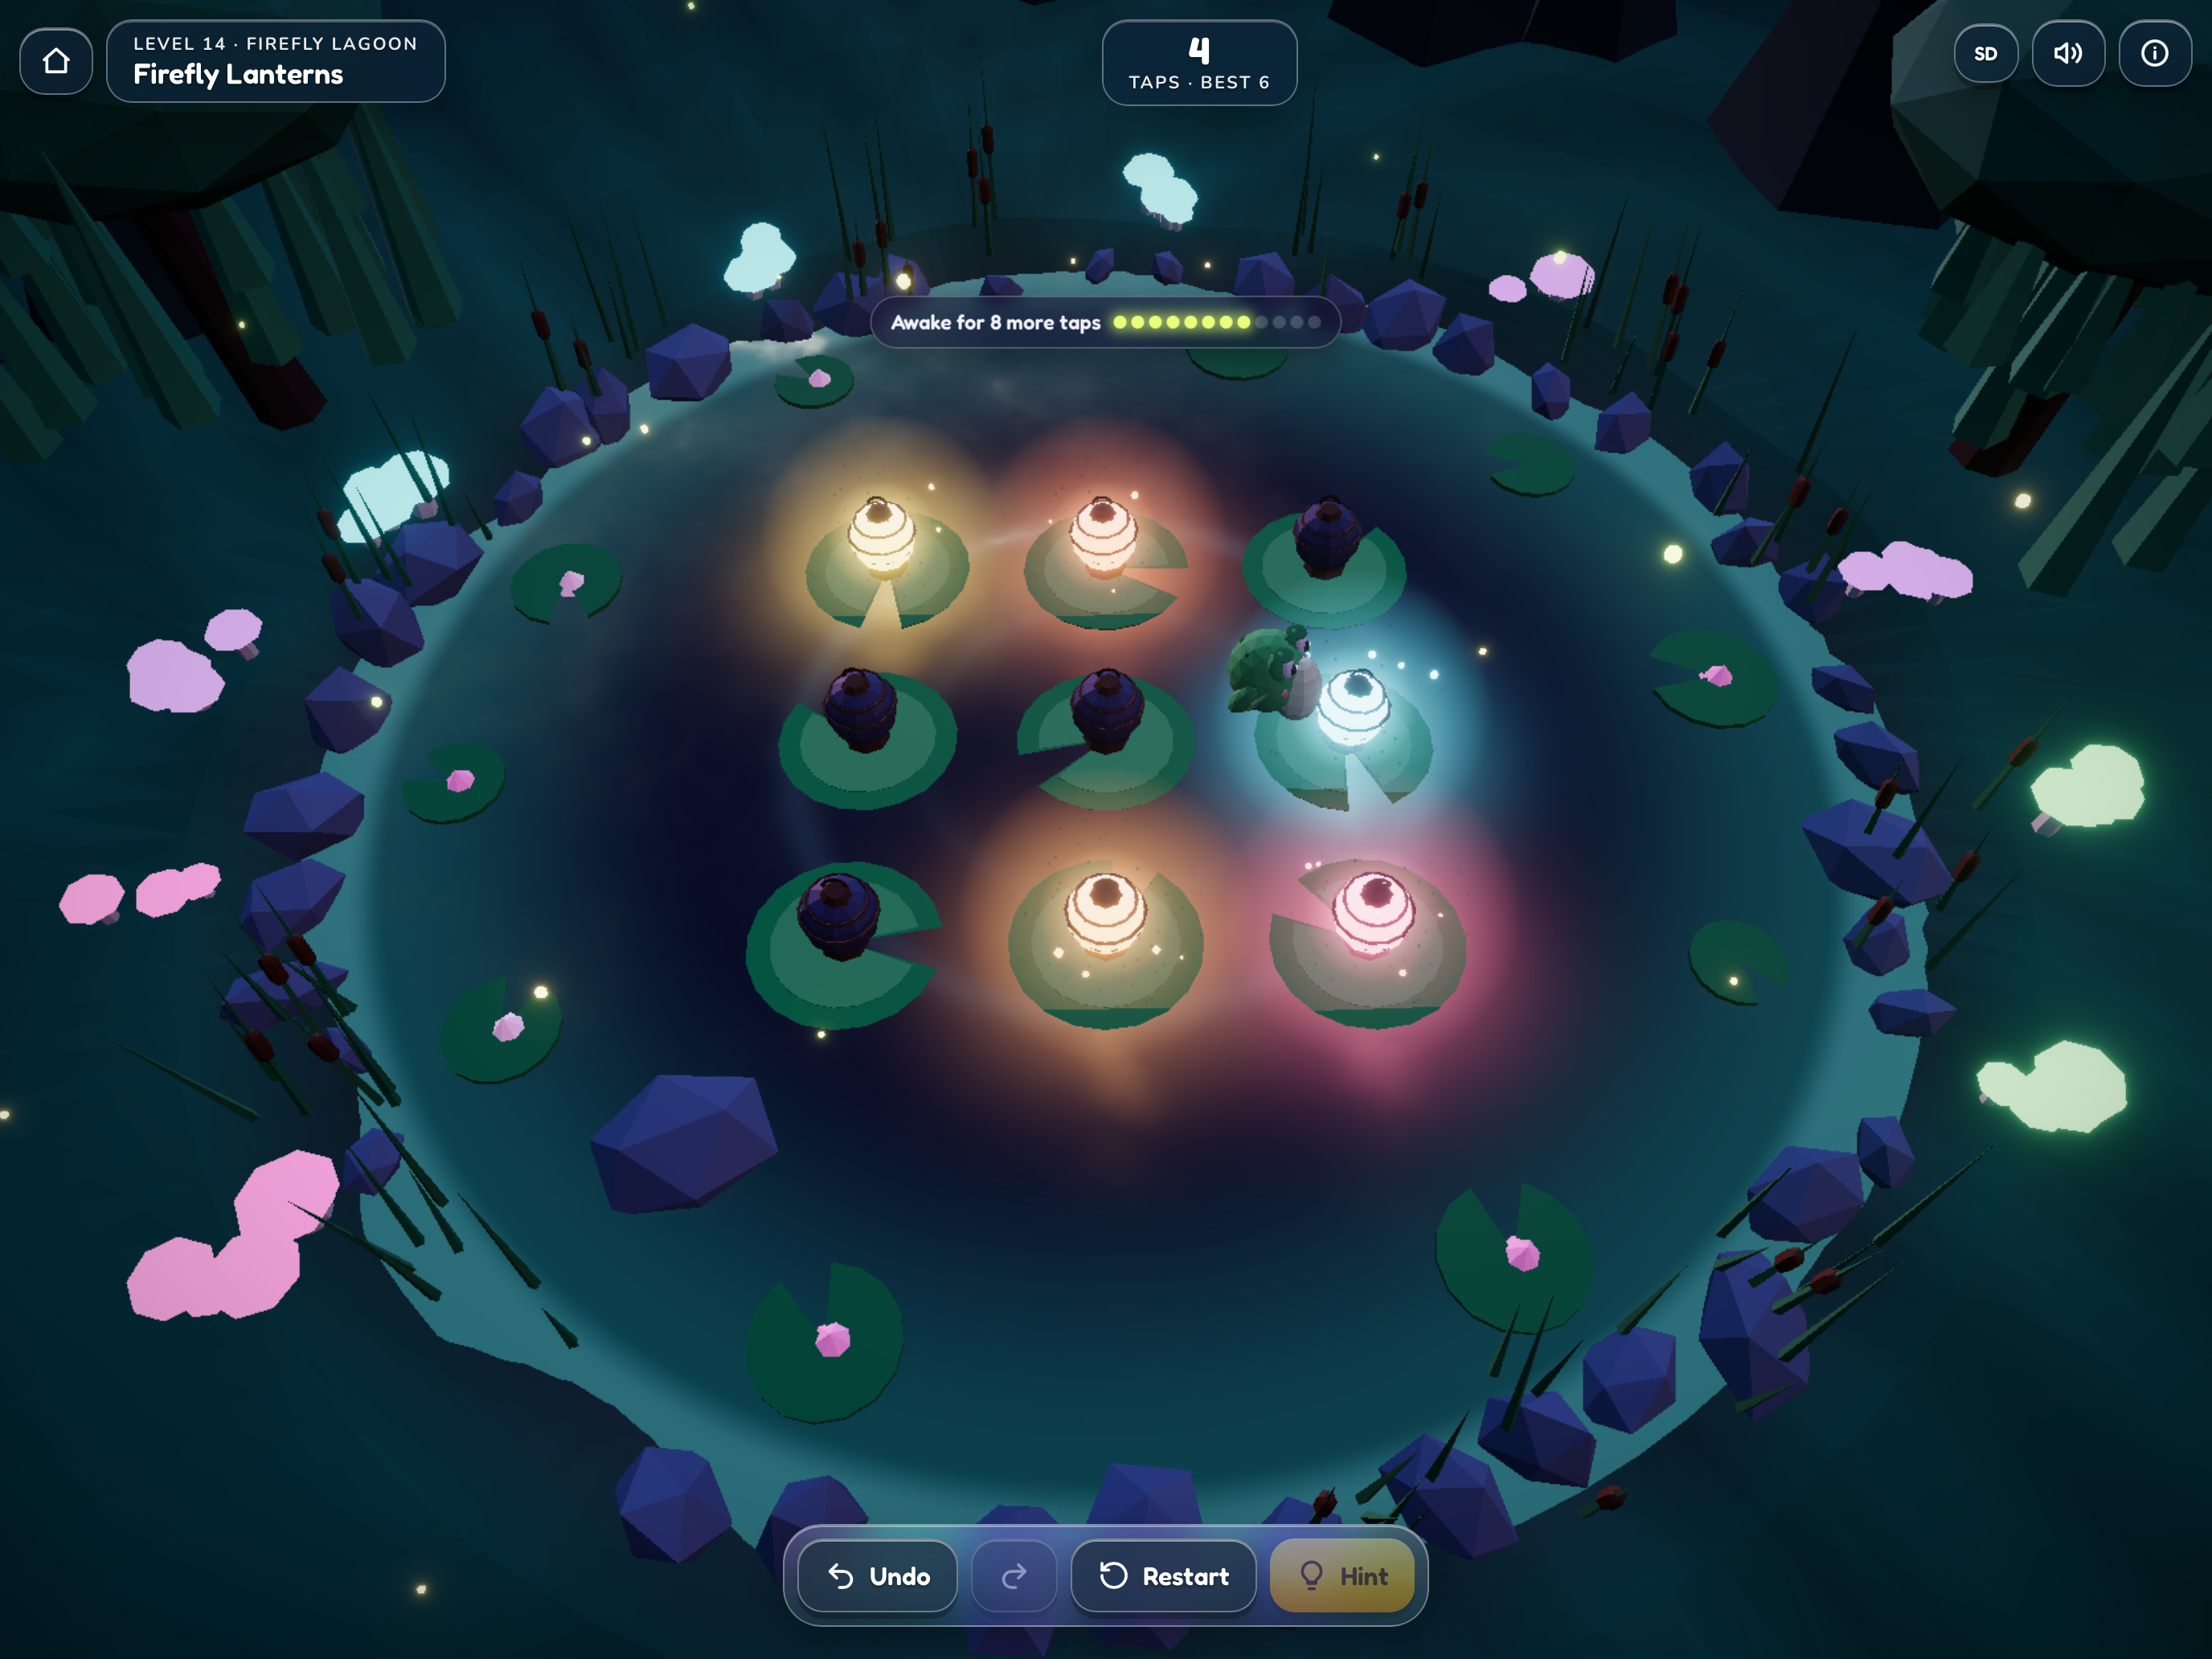 LEVEL 14 · FIREFLY LAGOON
Firefly Lanterns
4
TAPS · BEST 6
SD
Awake for 8 more taps
Undo
Restart
Hint